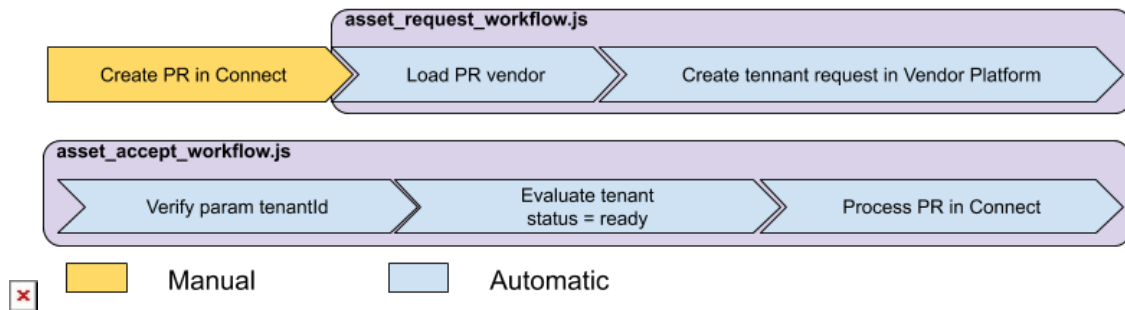 asset_request_workflow.js
Create PR in Connect
Load PR vendor
Create tennant request in Vendor Platform
asset_accept_workflow.js
Verify param tenantId
Evaluate tenant
status = ready
Process PR in Connect
Manual
Automatic